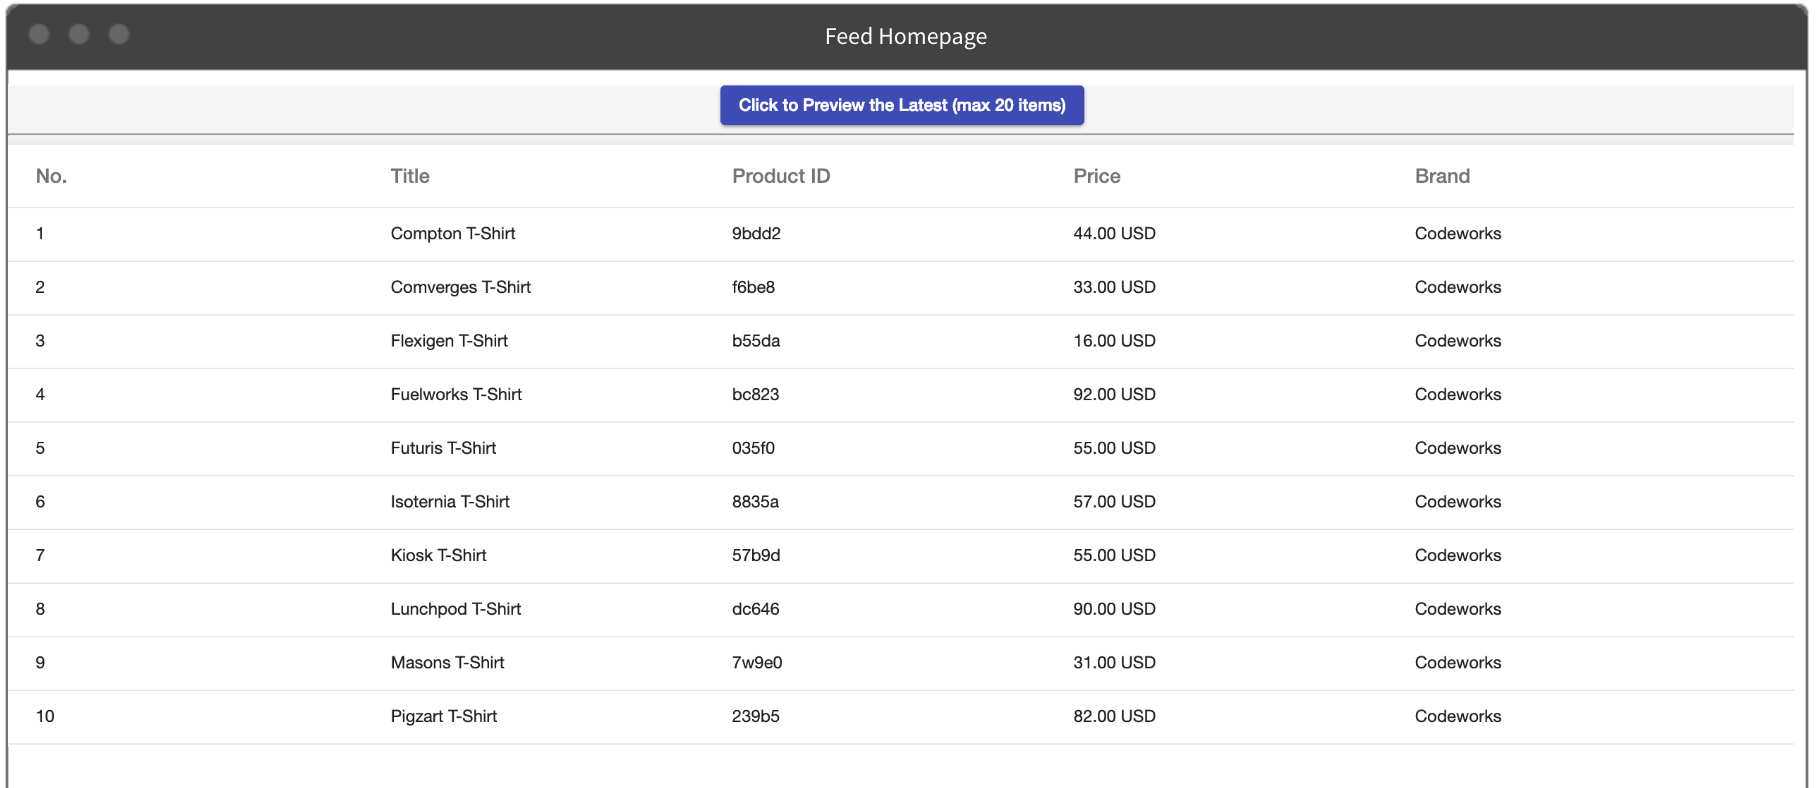 Feed Homepage
Click to Preview the Latest (max 20 items)
No. Title Product ID Price Brand
1 Compton T-Shirt 9bdd2 44.00 USD Codeworks
2 Comverges T-Shirt f6be8 33.00 USD Codeworks
3 Flexigen T-Shirt b55da 16.00 USD Codeworks
4 Fuelworks T-Shirt bc823 92.00 USD Codeworks
5 Futuris T-Shirt 035f0 55.00 USD Codeworks
6 Isoternia T-Shirt 8835a 57.00 USD Codeworks
7 Kiosk T-Shirt 57b9d 55.00 USD Codeworks
8 Lunchpod T-Shirt dc646 90.00 USD Codeworks
9 Masons T-Shirt 7w9e0 31.00 USD Codeworks
10 Pigzart T-Shirt 239b5 82.00 USD Codeworks